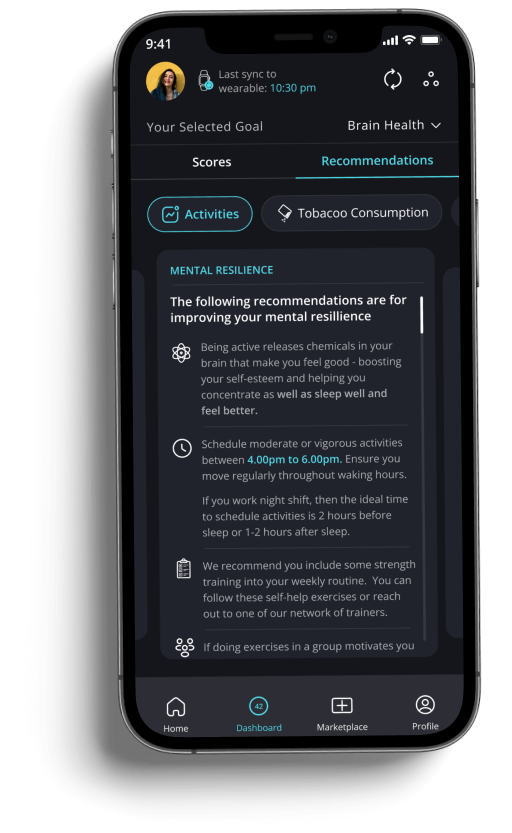 9:41
Last sync to
wearable: 10:30 pm
Your Selected Goal
Brain Health
Scores
Recommendations
Activities
Tobacoo Consumption
MENTAL RESILIENCE
The following recommendations are for
improving your mental resillience
Being active releases chemicals in your
brain that make you feel good - boosting
your self-esteem and helping you
concentrate as well as sleep well and
feel better.
Schedule moderate or vigorous activities
between 4.00pm to 6.00pm. Ensure you
move regularly throughout waking hours.
If you work night shift, then the ideal time
to schedule activities is 2 hours before
sleep or 1-2 hours after sleep.
We recommend you include some strength
training into your weekly routine. You can
follow these self-help exercises or reach
out to one of our network of trainers.
If doing exercises in a group motivates you
42
Home
Dashboard
Marketplace
Profile